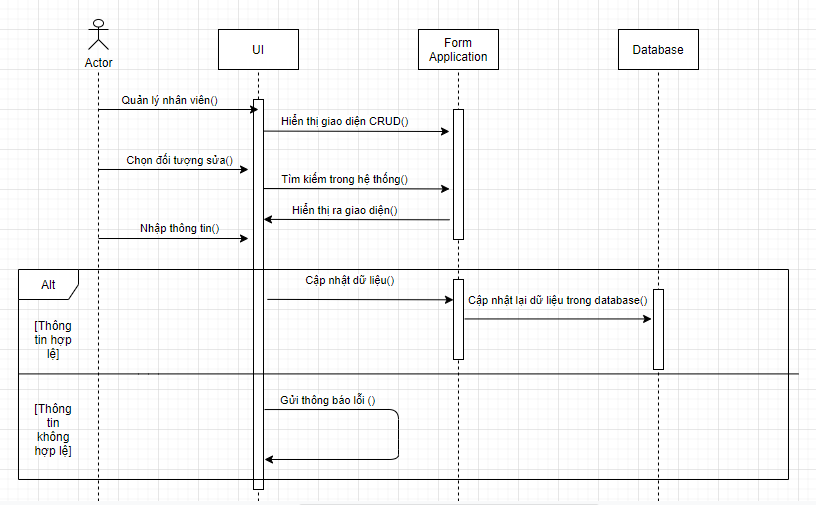 Actor
UI
Form
Application
Database
Quản lý nhân viên()
Hiển thị giao diện CRUD()
Chọn đối tượng sửa()
Tìm kiếm trong hệ thống()
Hiển thị ra giao diện()
Nhập thông tin()
Alt
Cập nhật dữ liệu()
Cập nhật lại dữ liệu trong database()
[Thông
tin hợp
lệ]
Gửi thông báo lỗi ()
[Thông
tin
không
hợp lệ]